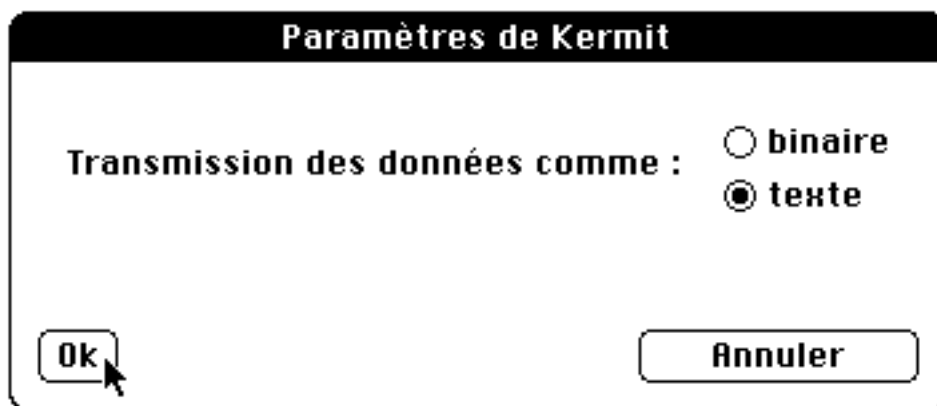 Paramètres de Kermit
Transmission des données comme :
binaire
texte
Ok
Annuler